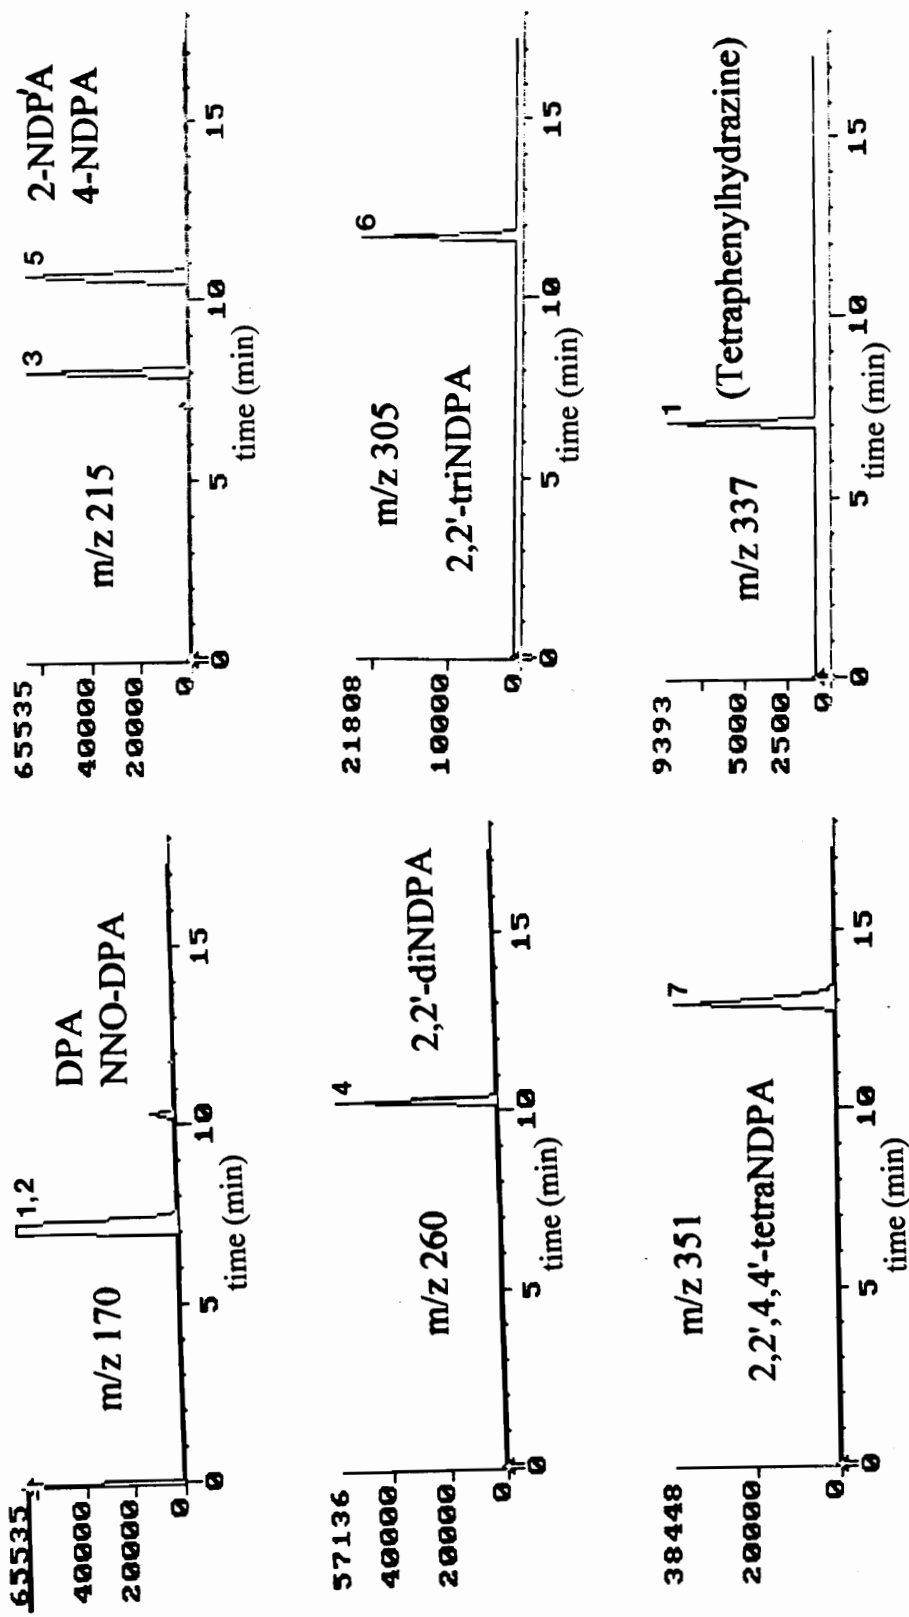 65535
40000
20000
0
m/z 170
1,2
DPA
NNO-DPA
0
5
10
15
time (min)
57136
40000
20000
0
m/z 260
4
2,2'-diNDPA
0
5
10
15
time (min)
38448
20000
0
m/z 351
2,2',4,4'-tetraNDPA
7
0
5
10
15
time (min)
65535
40000
20000
0
m/z 215
3
5
2-NDP'A
4-NDPA
0
5
10
15
time (min)
21808
10000
0
m/z 305
2,2'-triNDPA
6
0
5
10
15
time (min)
9393
5000
2500
0
m/z 337
1
(Tetraphenylhydrazine)
0
5
10
15
time (min)